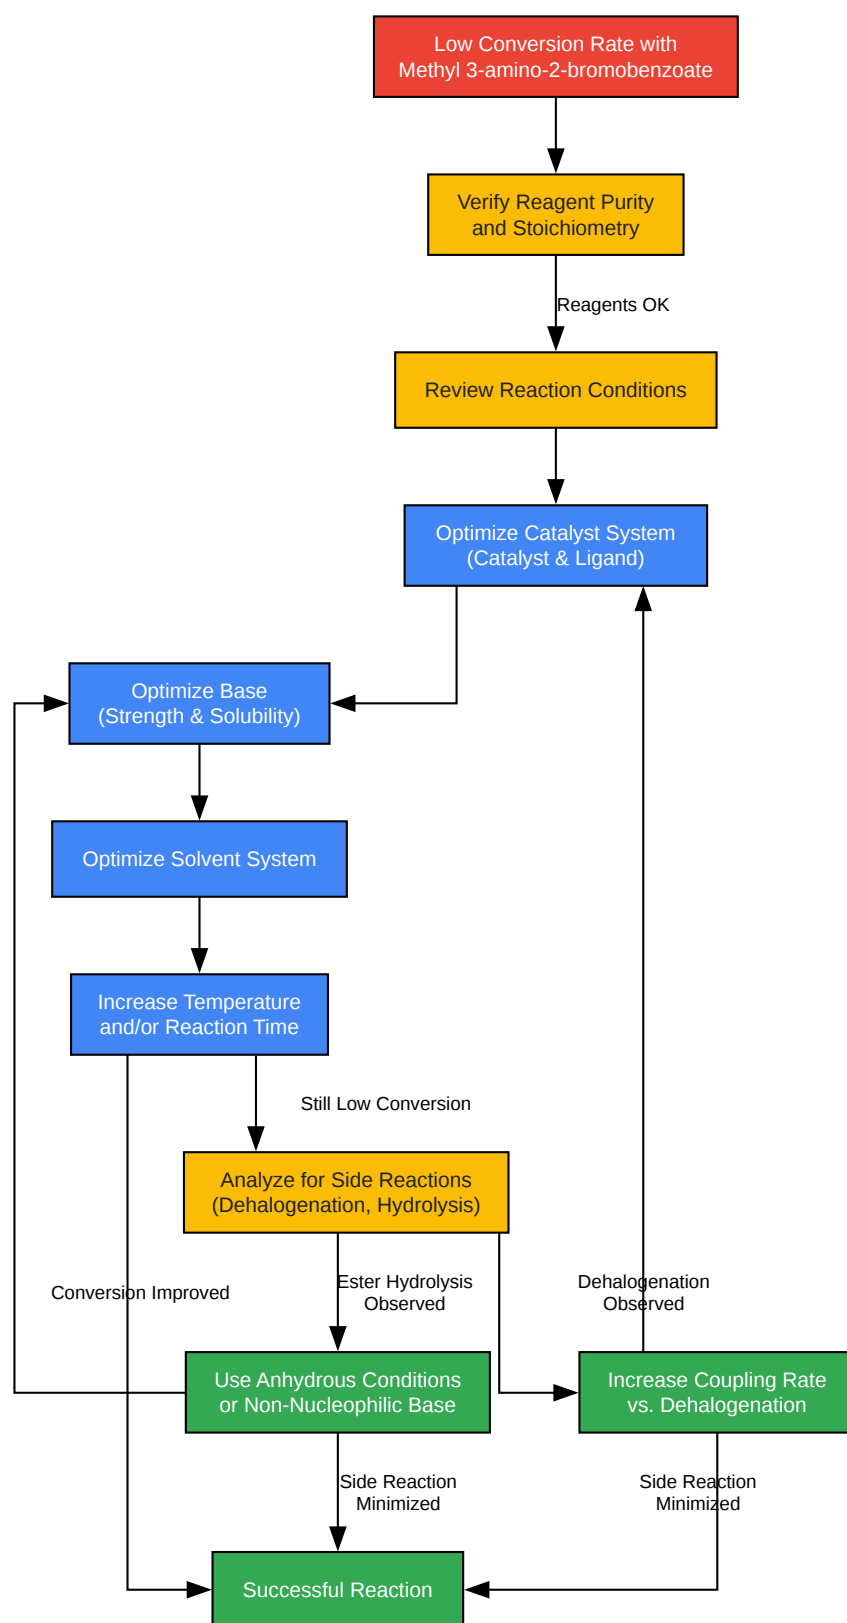 Low Conversion Rate with
Methyl 3-amino-2-bromobenzoate
Verify Reagent Purity
and Stoichiometry
Reagents OK
Review Reaction Conditions
Optimize Catalyst System
(Catalyst & Ligand)
Optimize Base
(Strength & Solubility)
Optimize Solvent System
Increase Temperature
and/or Reaction Time
Still Low Conversion
Analyze for Side Reactions
(Dehalogenation, Hydrolysis)
Conversion Improved
Ester Hydrolysis
Observed
Dehalogenation
Observed
Use Anhydrous Conditions
or Non-Nucleophilic Base
Increase Coupling Rate
vs. Dehalogenation
Side Reaction
Minimized
Side Reaction
Minimized
Successful Reaction